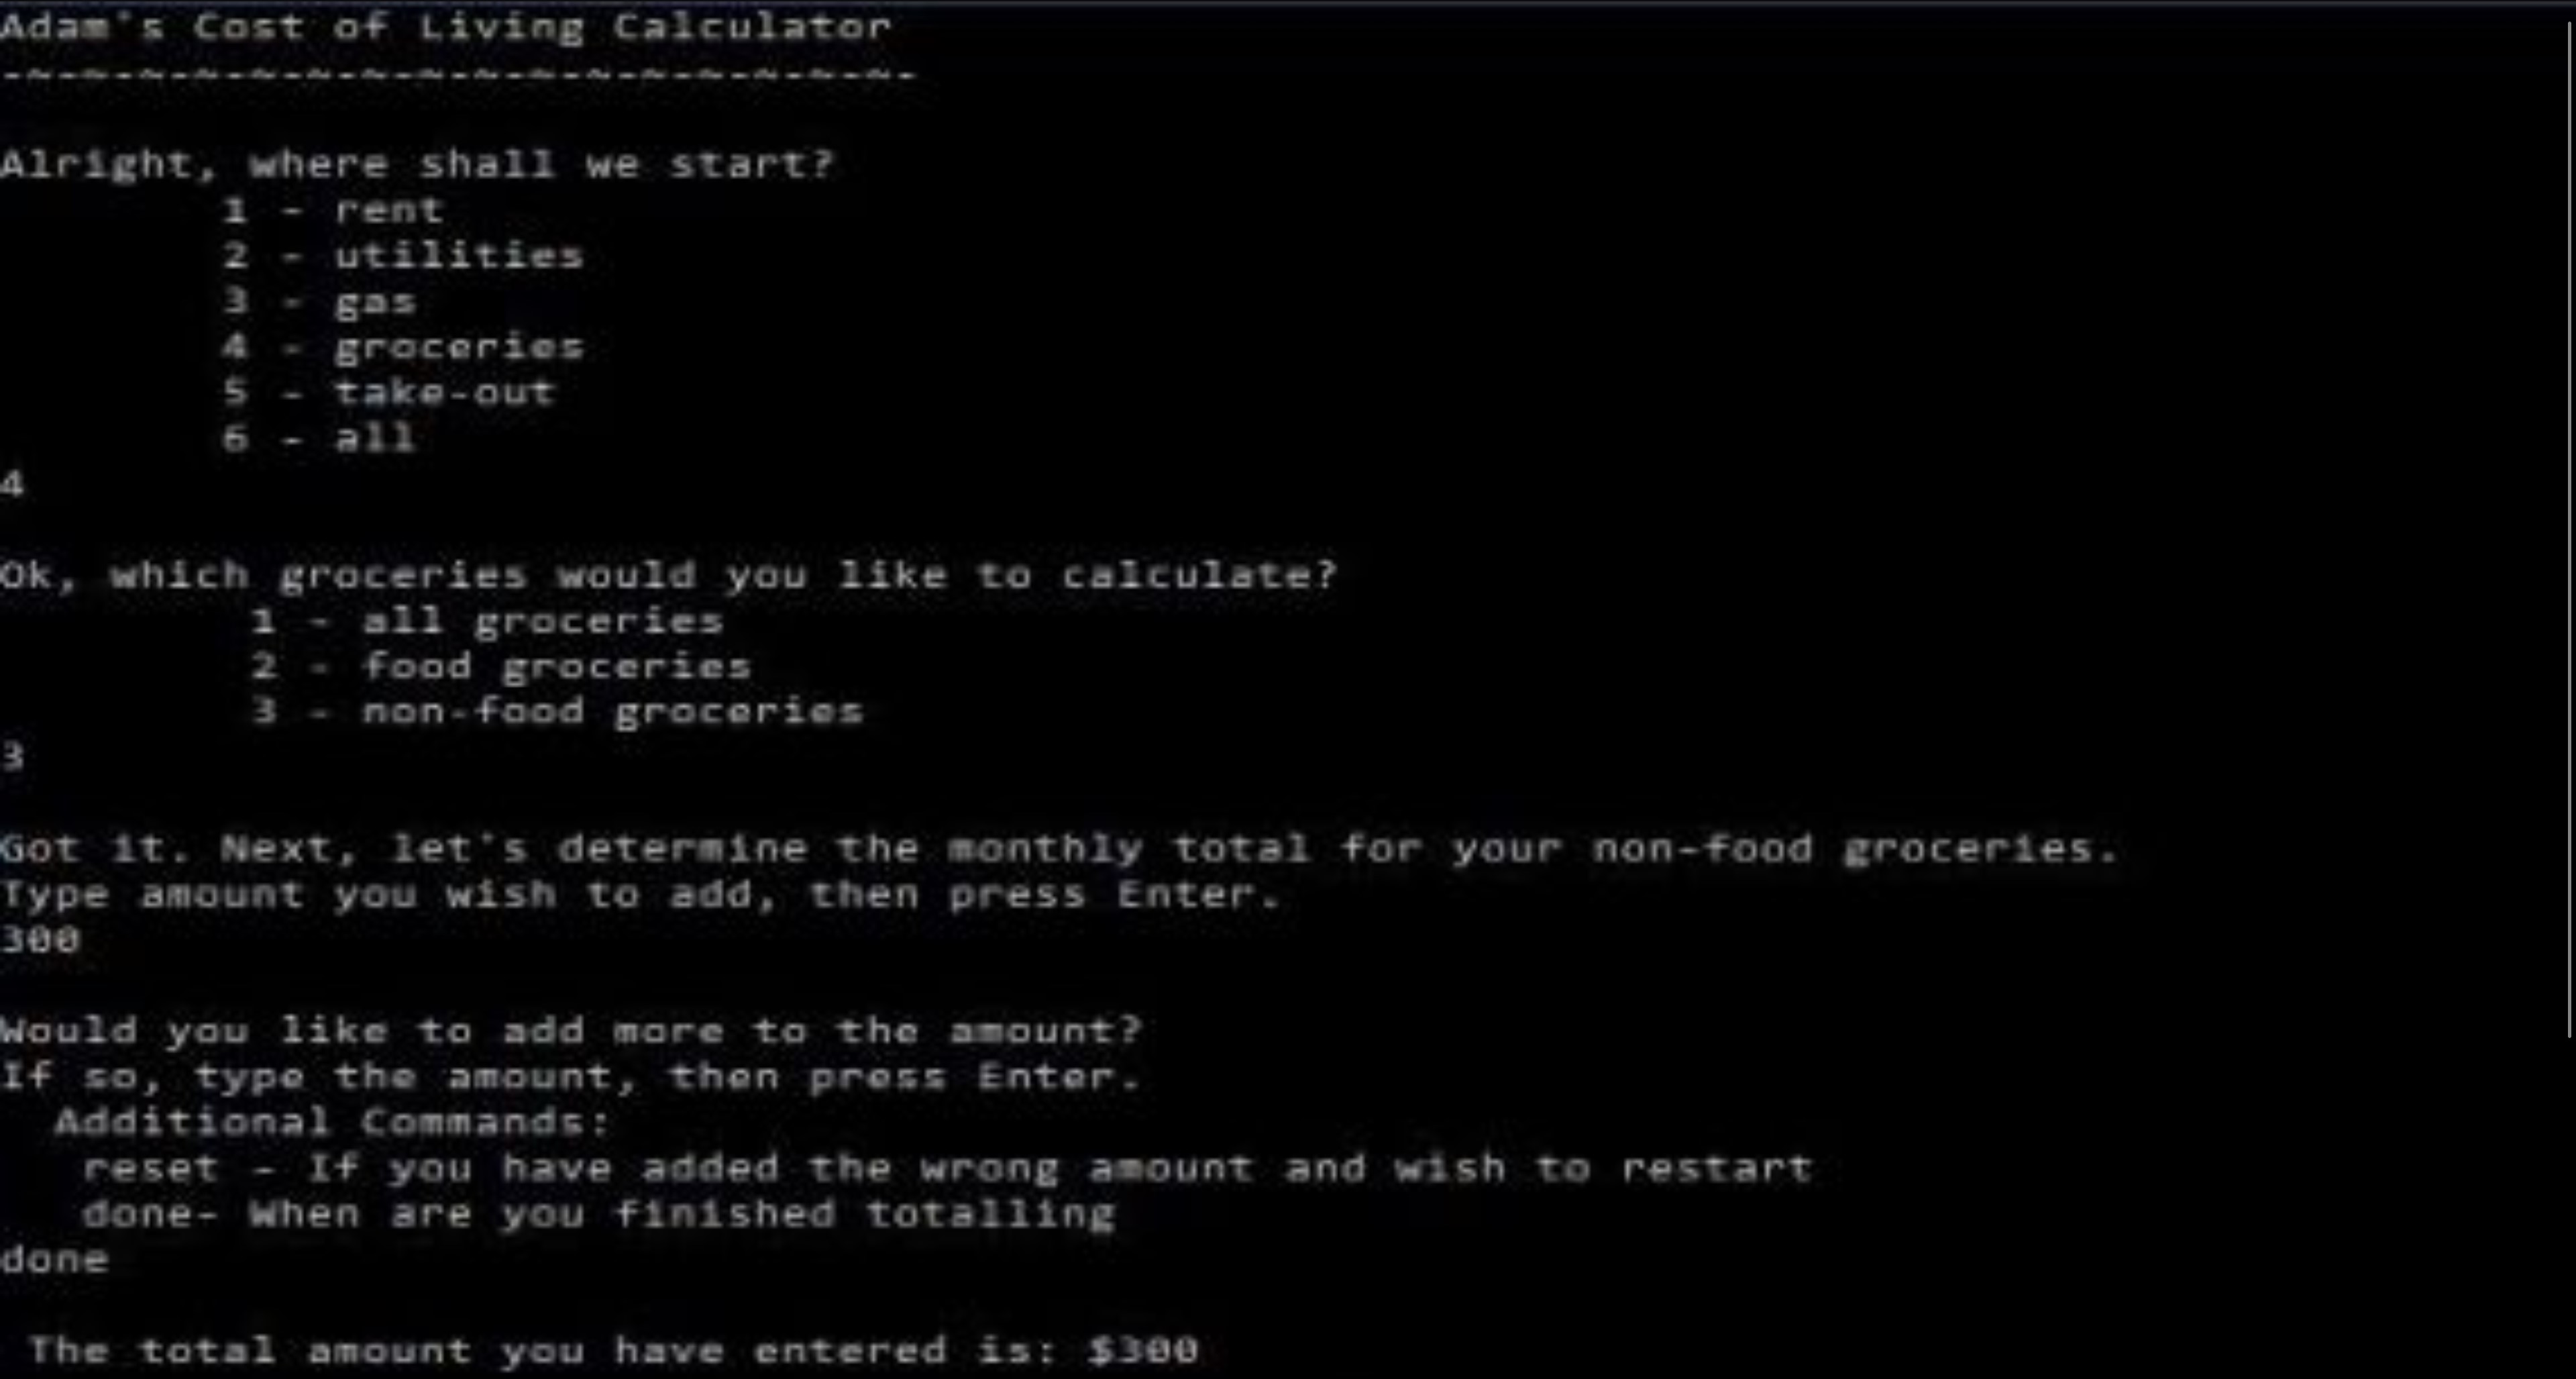 Adam's Cost of Living Calculator
-~-~-~-~-~-~-~-~-~-~-~-~-~-~-~-~-
Alright, where shall we start?
1 - rent
2 - utilities
3 - gas
4 - groceries
5 - take-out
6 - all
4
Ok, which groceries would you like to calculate?
1 - all groceries
2 - food groceries
3 - non-food groceries
3
Got it. Next, let's determine the monthly total for your non-food groceries.
Type amount you wish to add, then press Enter.
300
Would you like to add more to the amount?
If so, type the amount, then press Enter.
Additional Commands:
reset - If you have added the wrong amount and wish to restart
done- When are you finished totalling
done
The total amount you have entered is: $300